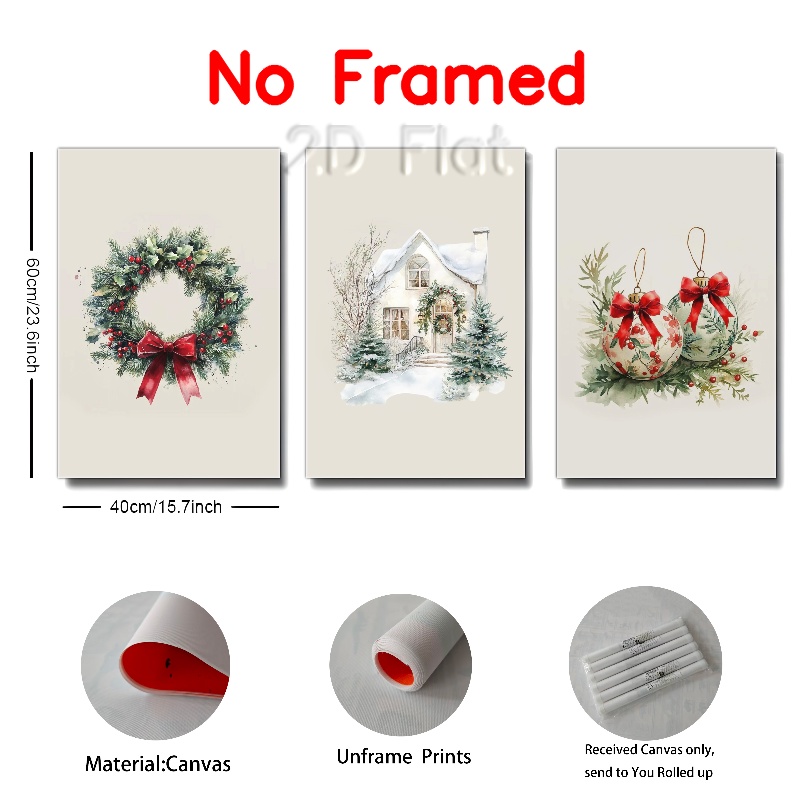 No Framed
2D Flat
60cm/23.6inch
40cm/15.7inch
Material:Canvas
Unframe Prints
Received Canvas only,
send to You Rolled up